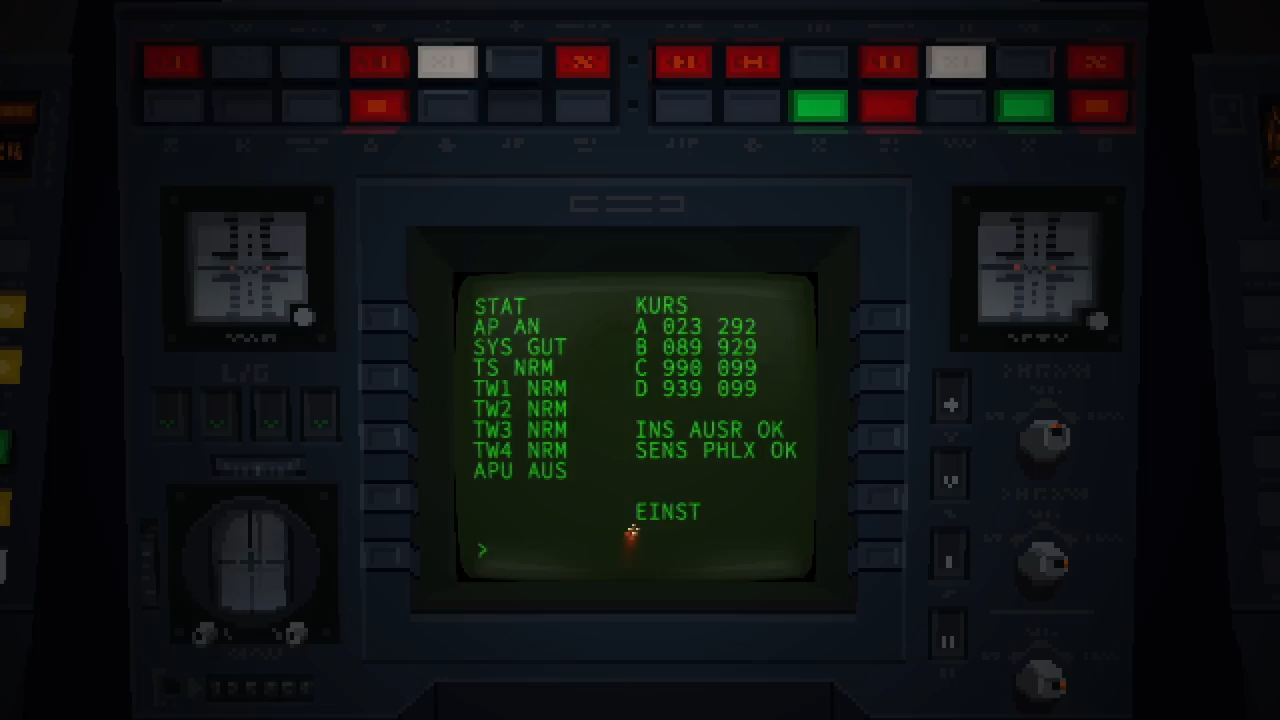 STAT
AP AN
SYS GUT
TS NRM
TW1 NRM
TW2 NRM
TW3 NRM
TW4 NRM
APU AUS
>
KURS
A 023 292
B 089 929
C 990 099
D 939 099
INS AUSR OK
SENS PHLX OK
EINST
L/G